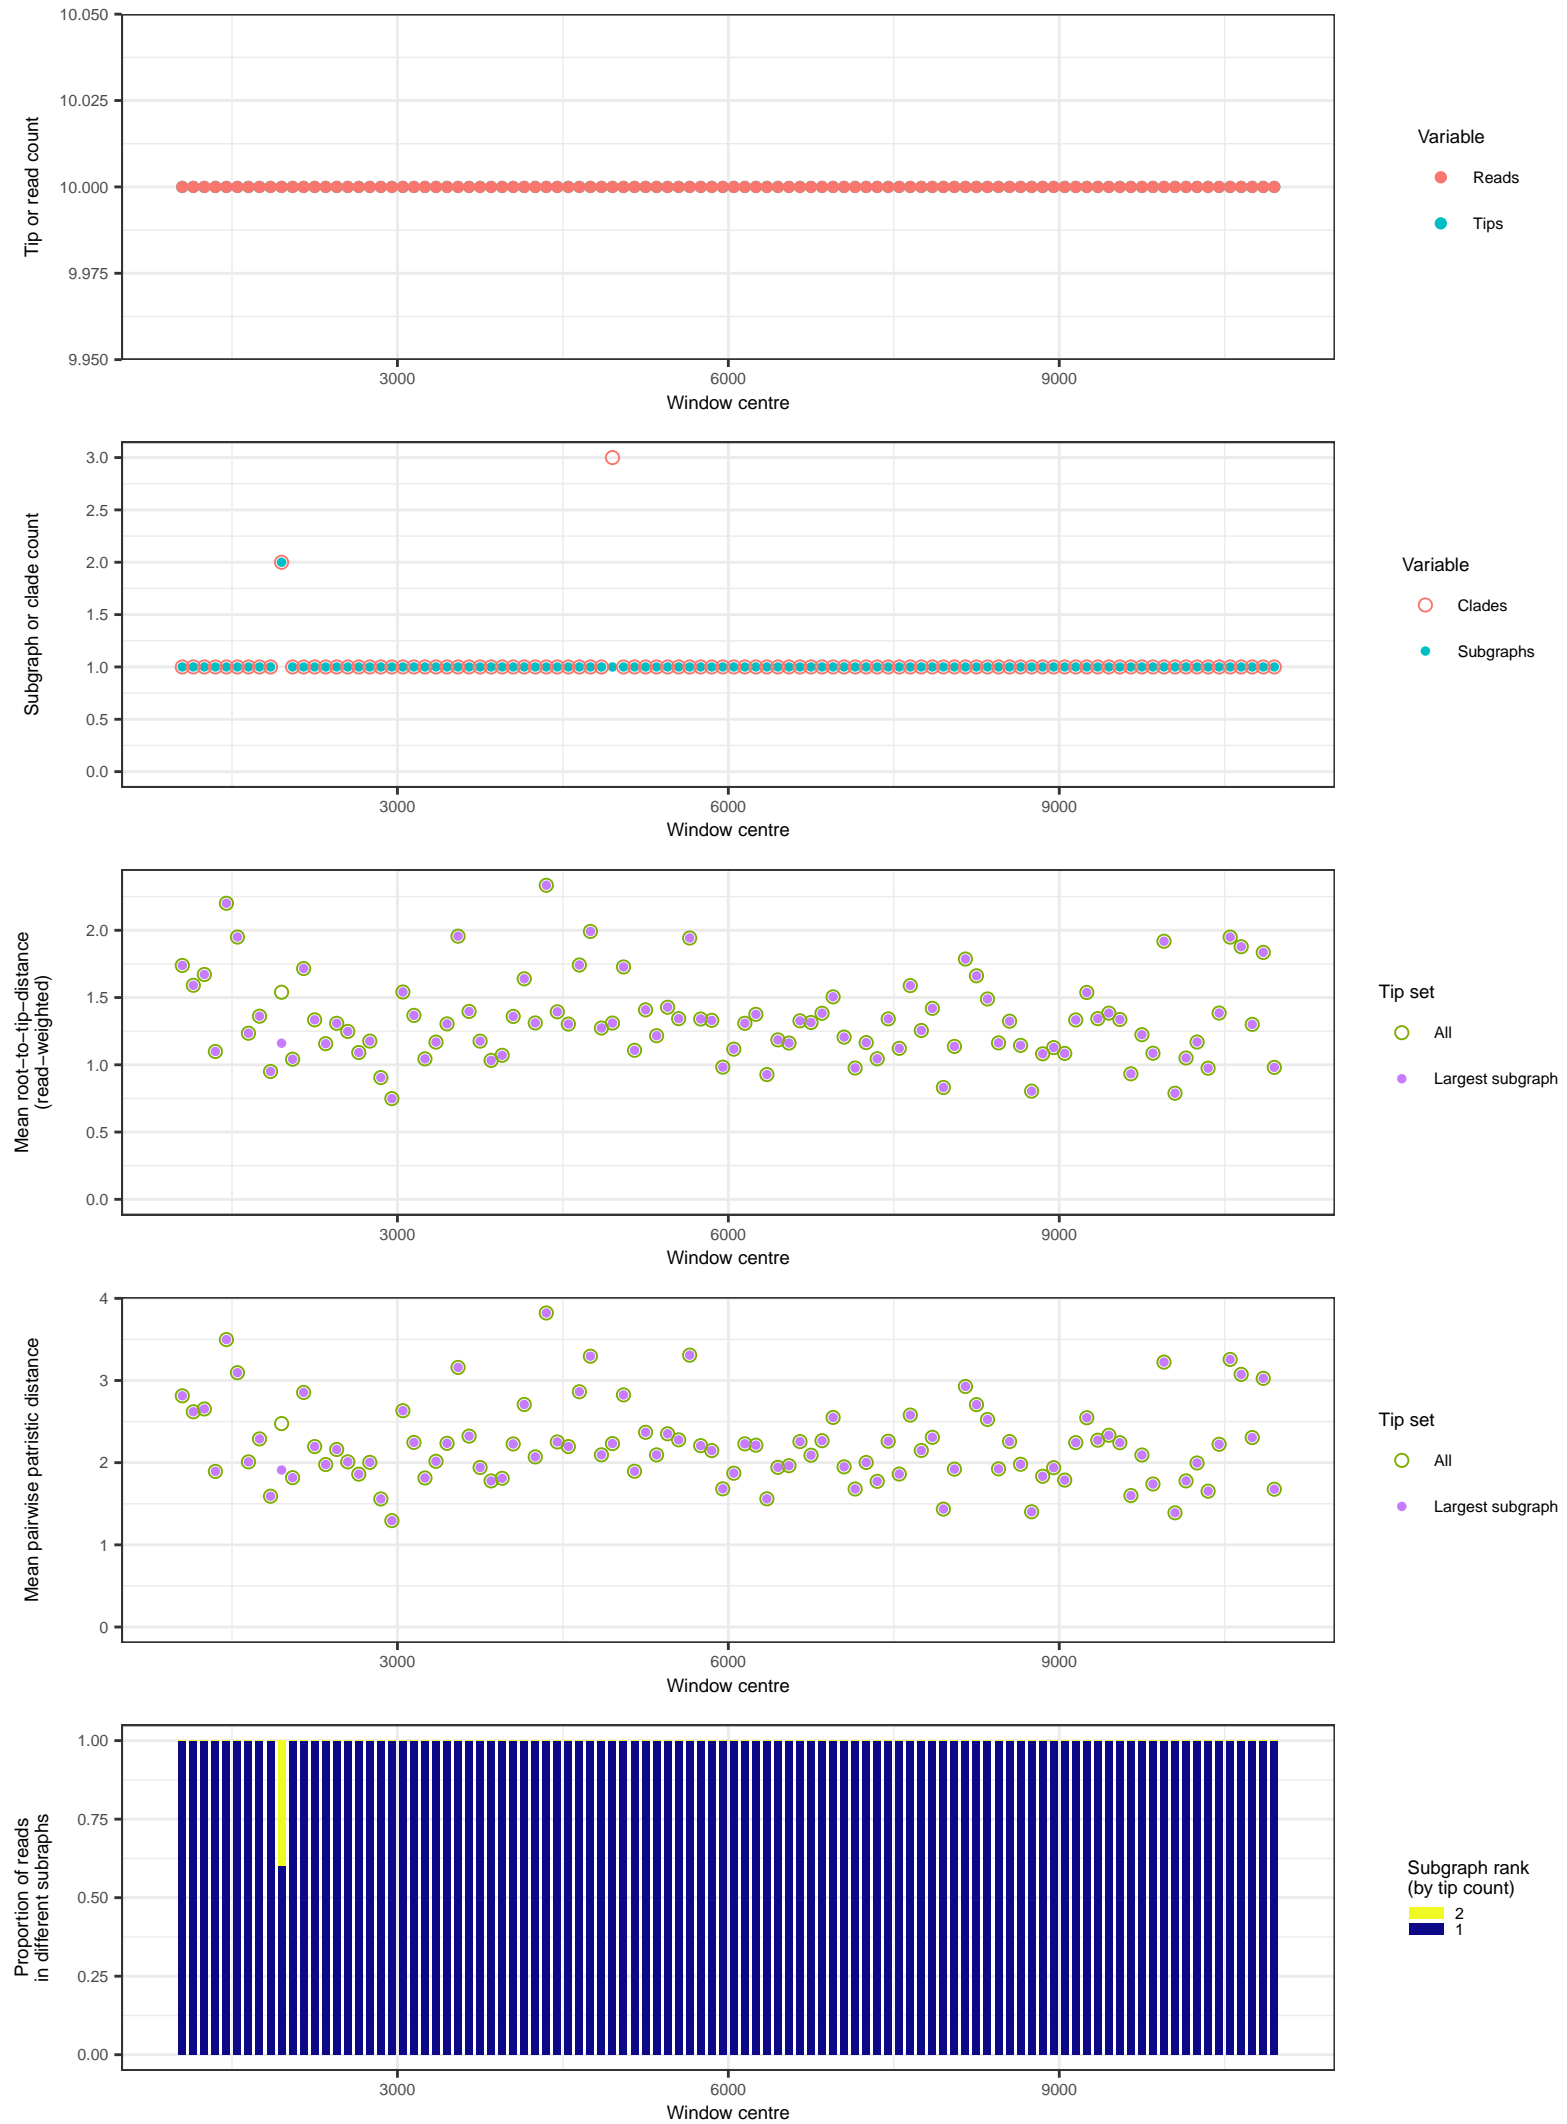 10.050
10.025
10.000
9.975
9.950
Tip or read count
3000
6000
9000
Window centre
Variable
Reads
Tips
3.0
2.5
2.0
1.5
1.0
0.5
0.0
Subgraph or clade count
3000
6000
9000
Window centre
Variable
Clades
Subgraphs
2.0
1.5
1.0
0.5
0.0
Mean root−to−tip−distance
(read−weighted)
3000
6000
9000
Window centre
Tip set
All
Largest subgraph
4
3
2
1
0
Mean pairwise patristic distance
3000
6000
9000
Window centre
Tip set
All
Largest subgraph
1.00
0.75
0.50
0.25
0.00
Proportion of reads
in different subraphs
3000
6000
9000
Window centre
Subgraph rank
(by tip count)
2
1